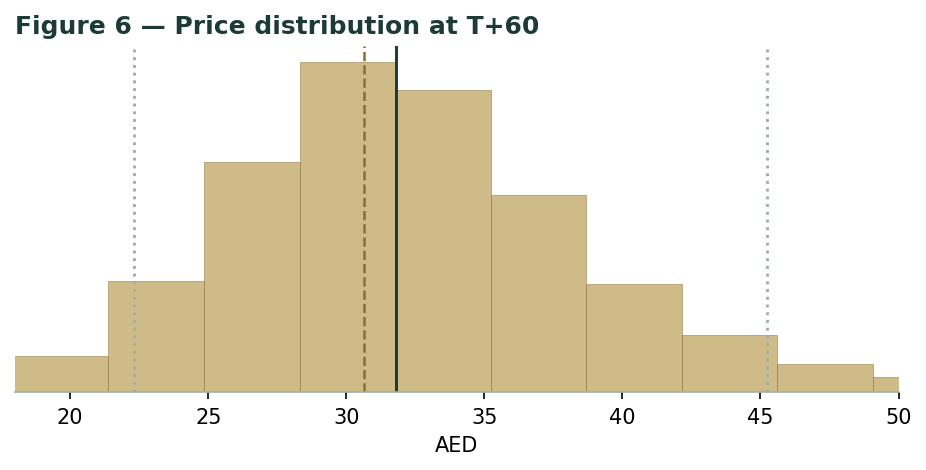 Figure 6 — Price distribution at T+60
20 25 30 35 40 45 50
AED